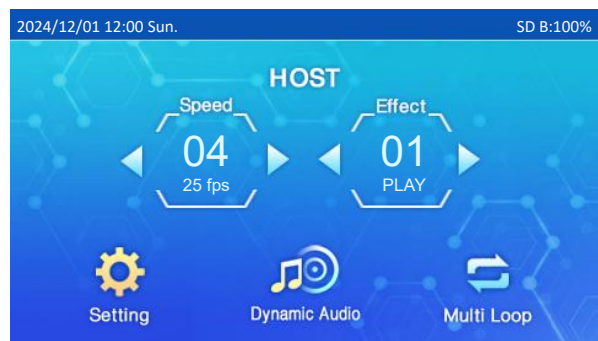 2024/12/01 12:00 Sun. SD B:100%
HOST
Speed Effect
04 01
25 fps PLAY
Setting Dynamic Audio Multi Loop